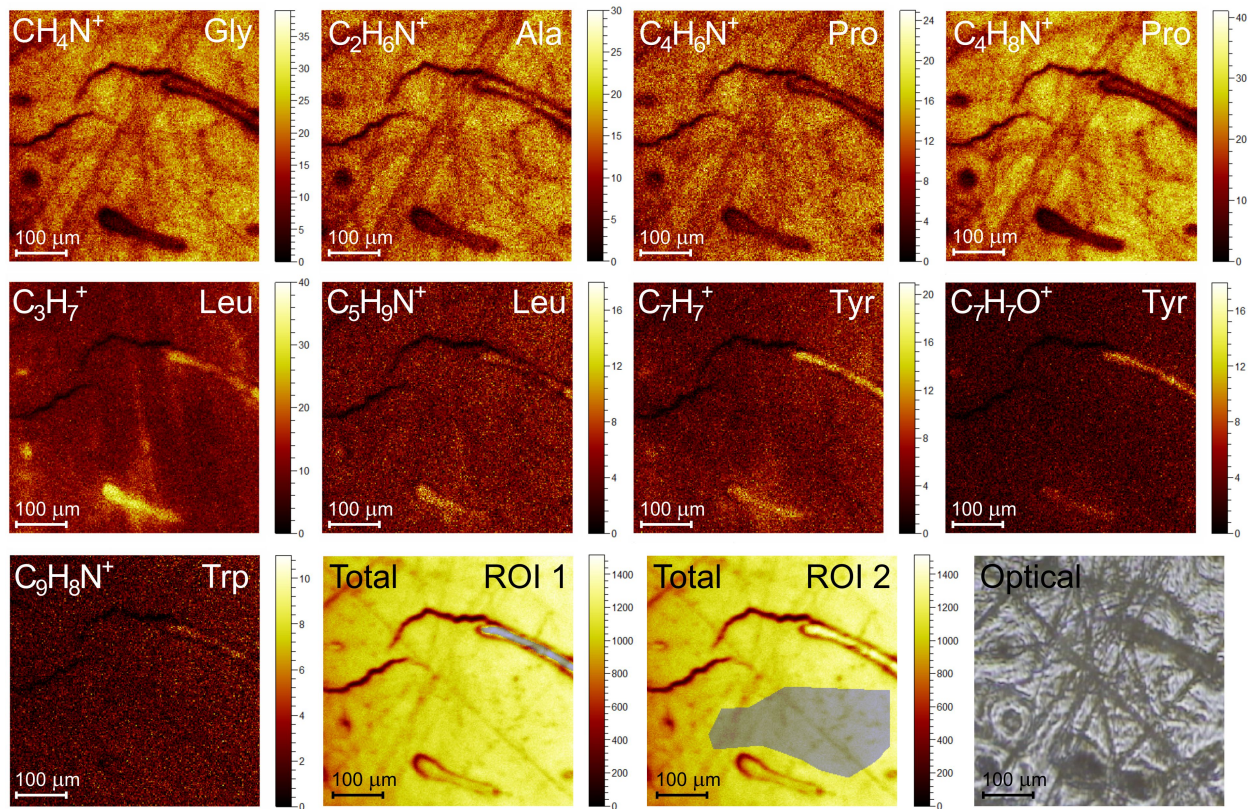 CH₄N⁺ Gly
35
30
25
20
15
10
5
0
100 μm
C₂H₆N⁺ Ala
30
25
20
15
10
5
0
100 μm
C₄H₆N⁺ Pro
24
20
16
12
8
4
0
100 μm
C₄H₈N⁺ Pro
40
30
20
10
0
100 μm
C₃H₇⁺ Leu
40
30
20
10
0
100 μm
C₅H₉N⁺ Leu
16
12
8
4
0
100 μm
C₇H₇⁺ Tyr
20
16
12
8
4
0
100 μm
C₇H₇O⁺ Tyr
16
12
8
4
0
100 μm
C₉H₈N⁺ Trp
10
8
6
4
2
0
100 μm
Total ROI 1
1400
1200
1000
800
600
400
200
0
100 μm
Total ROI 2
1400
1200
1000
800
600
400
200
0
100 μm
Optical
100 μm